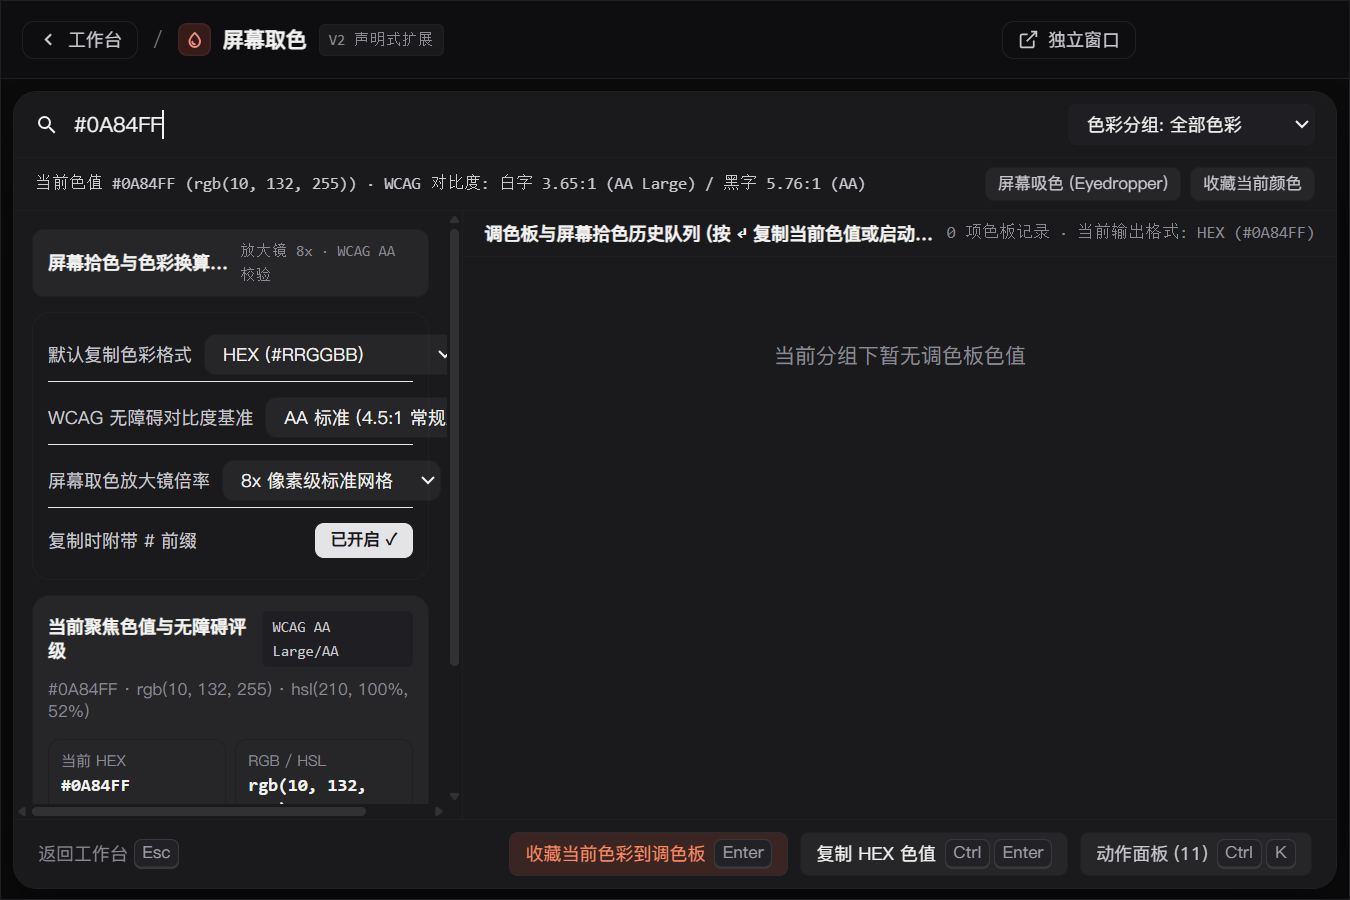 工作台 / 屏幕取色 V2 声明式扩展 独立窗口
#0A84FF 色彩分组: 全部色彩
当前色值 #0A84FF (rgb(10, 132, 255)) · WCAG 对比度: 白字 3.65:1 (AA Large) / 黑字 5.76:1 (AA) 屏幕吸色 (Eyedropper) 收藏当前颜色
屏幕拾色与色彩换算... 放大镜 8x · WCAG AA
校验
默认复制色彩格式 HEX (#RRGGBB)
WCAG 无障碍对比度基准 AA 标准 (4.5:1 常规
屏幕取色放大镜倍率 8x 像素级标准网格
复制时附带 # 前缀 已开启 ✓
当前聚焦色值与无障碍评
级
WCAG AA
Large/AA
#0A84FF · rgb(10, 132, 255) · hsl(210, 100%,
52%)
当前 HEX
#0A84FF
RGB / HSL
rgb(10, 132,
调色板与屏幕拾色历史队列 (按 ↵ 复制当前色值或启动... 0 项色板记录 · 当前输出格式: HEX (#0A84FF)
当前分组下暂无调色板色值
返回工作台 Esc 收藏当前色彩到调色板 Enter 复制 HEX 色值 Ctrl Enter 动作面板 (11) Ctrl K